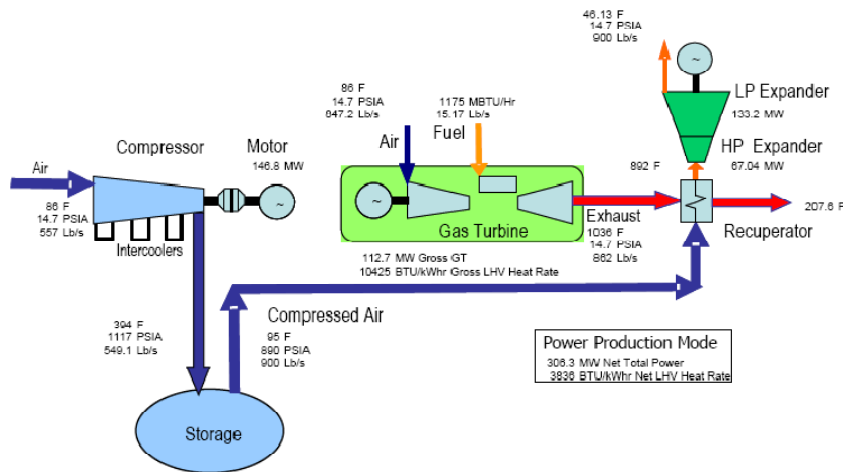 46.13 F
14.7 PSIA
900 Lb/s
~
LP Expander
133.2 MW
HP Expander
67.04 MW
86 F
14.7 PSIA
847.2 Lb/s
1175 MBTU/Hr
15.17 Lb/s
Air
Fuel
Compressor
Motor
146.8 MW
~
Air
86 F
14.7 PSIA
557 Lb/s
Intercoolers
~
Gas Turbine
892 F
Exhaust
1036 F
14.7 PSIA
862 Lb/s
207.6 F
Recuperator
112.7 MW Gross GT
10425 BTU/kWhr Gross LHV Heat Rate
394 F
1117 PSIA
549.1 Lb/s
Compressed Air
95 F
890 PSIA
900 Lb/s
Power Production Mode
306.3 MW Net Total Power
3836 BTU/kWhr Net LHV Heat Rate
Storage